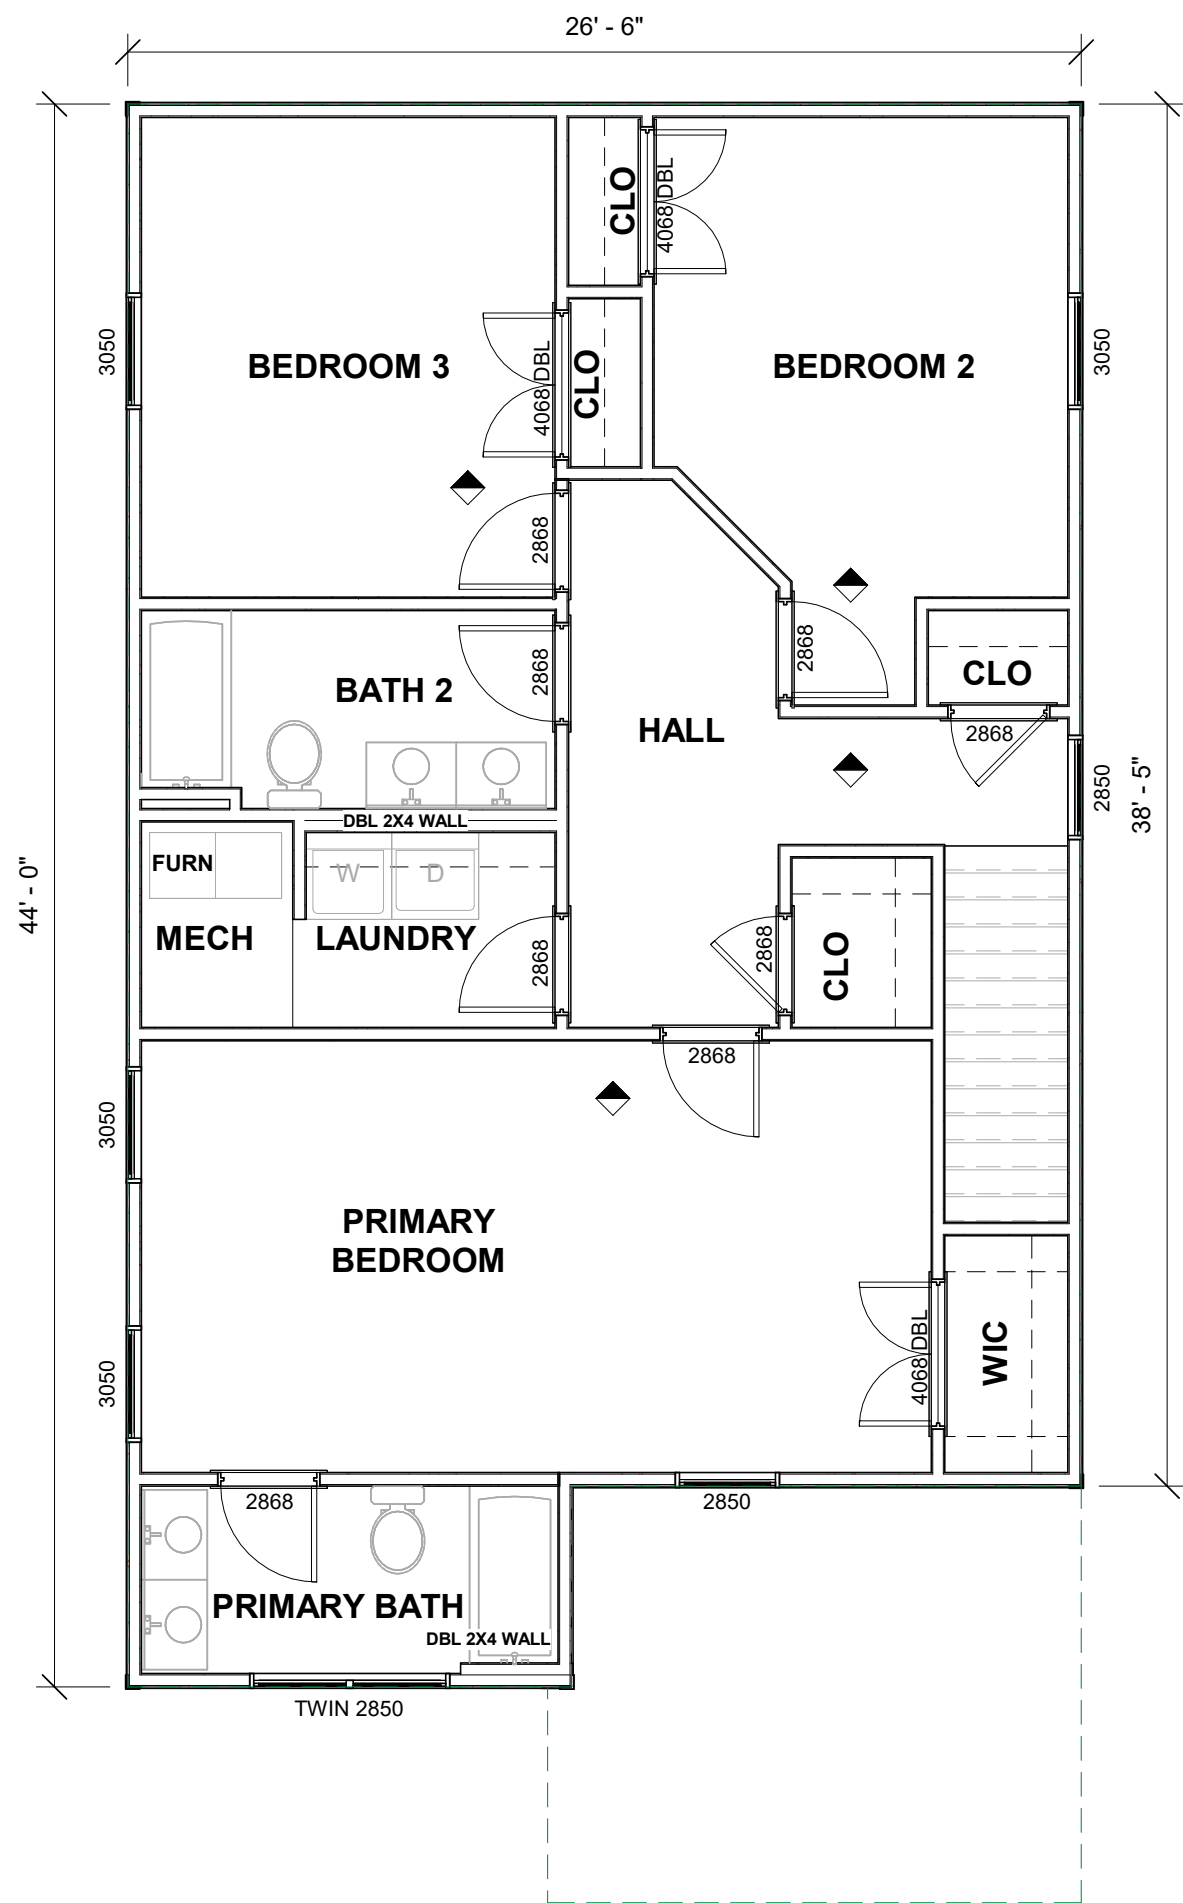 26' - 6"
CLO
4068 DBL
3050
BEDROOM 3
4068 DBL
CLO
BEDROOM 2
3050
2868
BATH 2
2868
HALL
2868
CLO
2868
2850
38' - 5"
DBL 2X4 WALL
44' - 0"
FURN
W
D
MECH
LAUNDRY
2868
2868
CLO
2868
3050
PRIMARY
BEDROOM
3050
4068 DBL
WIC
2868
2850
PRIMARY BATH
DBL 2X4 WALL
TWIN 2850